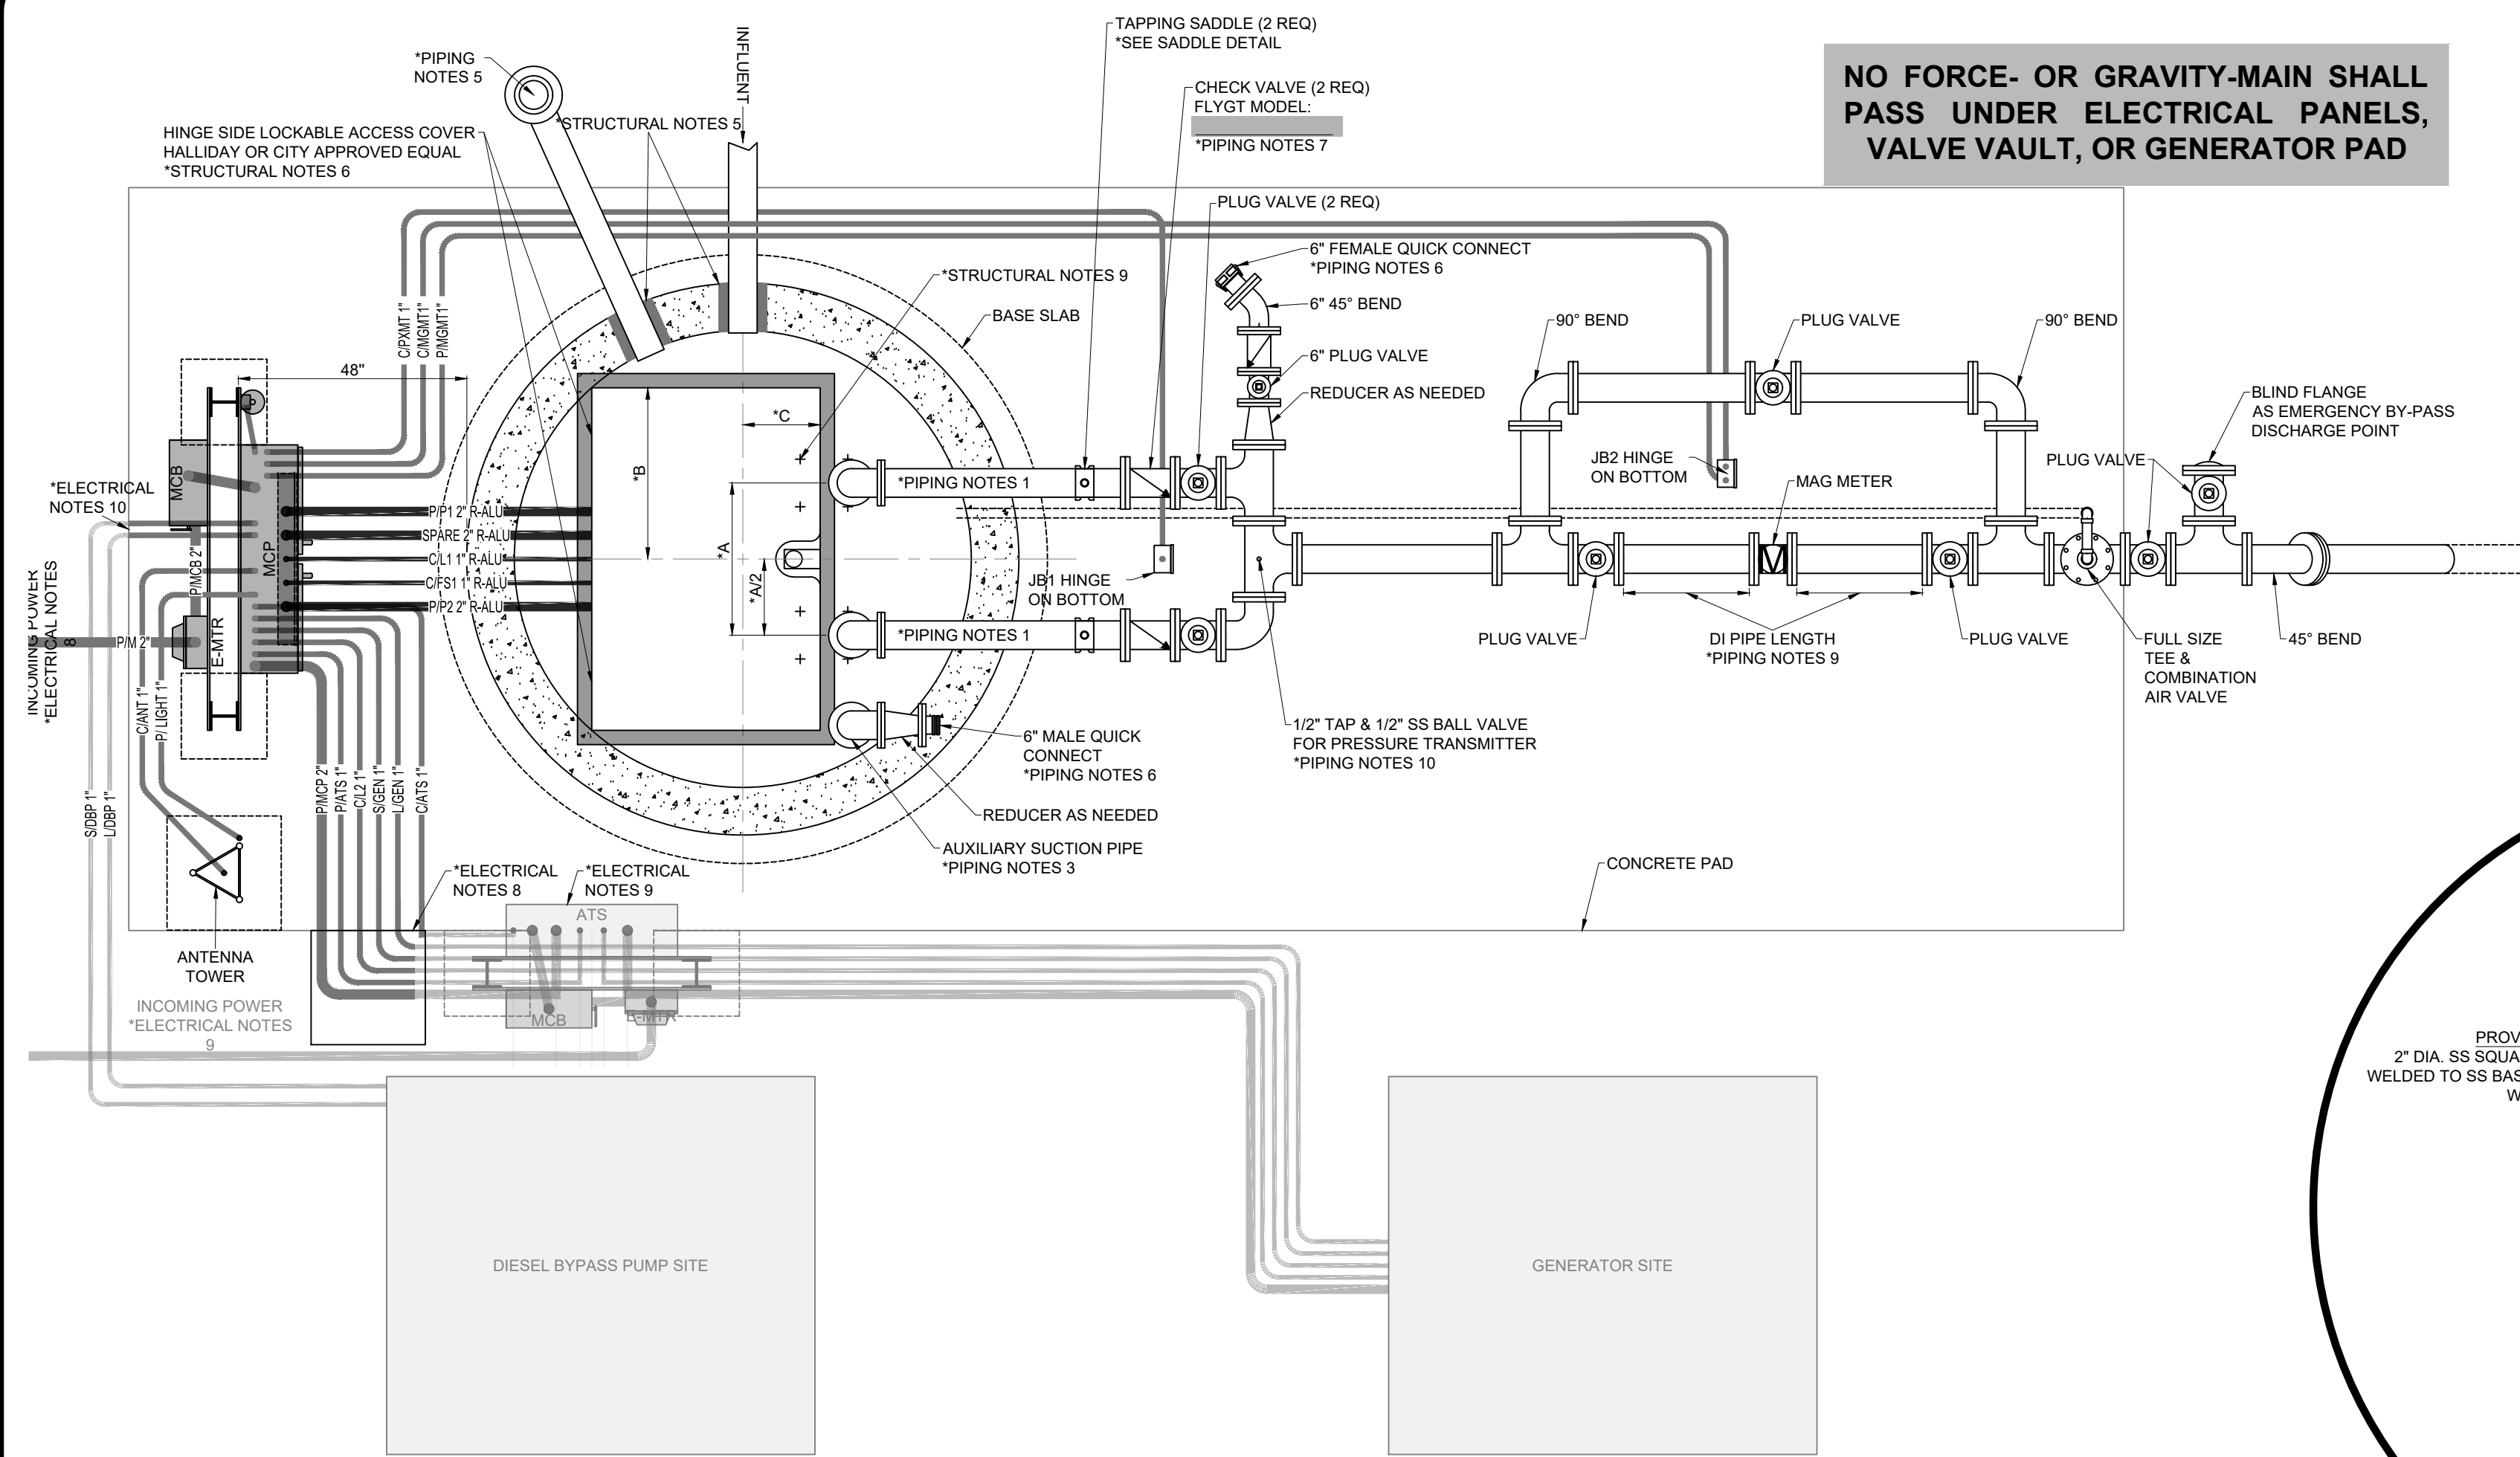 TAPPING SADDLE (2 REQ)
*SEE SADDLE DETAIL
*PIPING
NOTES 5
INFLUENT
CHECK VALVE (2 REQ)
FLYGT MODEL:
*PIPING NOTES 7
NO FORCE- OR GRAVITY-MAIN SHALL
PASS UNDER ELECTRICAL PANELS,
VALVE VAULT, OR GENERATOR PAD
HINGE SIDE LOCKABLE ACCESS COVER
HALLIDAY OR CITY APPROVED EQUAL
*STRUCTURAL NOTES 6
*STRUCTURAL NOTES 5
PLUG VALVE (2 REQ)
6" FEMALE QUICK CONNECT
*PIPING NOTES 6
6" 45° BEND
*STRUCTURAL NOTES 9
BASE SLAB
6" PLUG VALVE
REDUCER AS NEEDED
90° BEND
PLUG VALVE
90° BEND
BLIND FLANGE
AS EMERGENCY BY-PASS
DISCHARGE POINT
PLUG VALVE
C/PXMT 1"
C/MGMT1"
P/MGMT1"
48"
*C
*B
*A
*A/2
MCB
*ELECTRICAL
NOTES 10
MCP
P/P1 2" R-ALU
SPARE 2" R-ALU
C/L1 1" R-ALU
C/FS1 1" R-ALU
P/P2 2" R-ALU
*PIPING NOTES 1
*PIPING NOTES 1
JB1 HINGE
ON BOTTOM
JB2 HINGE
ON BOTTOM
MAG METER
PLUG VALVE
DI PIPE LENGTH
*PIPING NOTES 9
PLUG VALVE
FULL SIZE
TEE &
COMBINATION
AIR VALVE
45° BEND
INCOMING POWER
*ELECTRICAL NOTES
8
P/M 2"
P/MCB 2"
E-MTR
C/ANT 1"
P/ LIGHT 1"
S/DBP 1"
L/DBP 1"
P/MCP 2"
P/ATS 1"
C/L2 1"
S/GEN 1"
L/GEN 1"
C/ATS 1"
6" MALE QUICK
CONNECT
*PIPING NOTES 6
REDUCER AS NEEDED
AUXILIARY SUCTION PIPE
*PIPING NOTES 3
1/2" TAP & 1/2" SS BALL VALVE
FOR PRESSURE TRANSMITTER
*PIPING NOTES 10
CONCRETE PAD
*ELECTRICAL
NOTES 8
*ELECTRICAL
NOTES 9
ATS
MCB
E-MTR
ANTENNA
TOWER
INCOMING POWER
*ELECTRICAL NOTES
9
DIESEL BYPASS PUMP SITE
GENERATOR SITE
PROV
2" DIA. SS SQUA
WELDED TO SS BAS
W